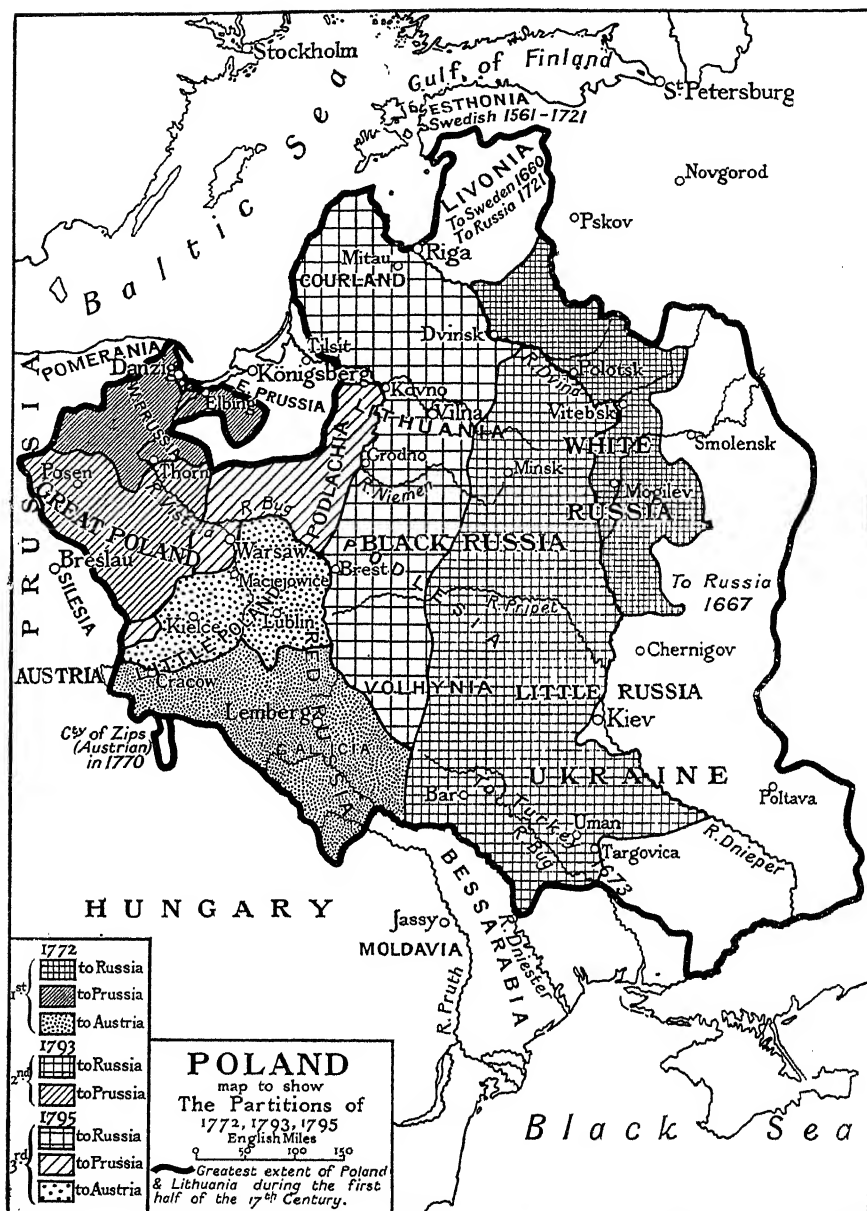 Stockholm
Gulf of Finland
St Petersburg
ESTHONIA
Swedish 1561-1721
Baltic Sea
LIVONIA
To Sweden 1660
To Russia 1721
Novgorod
Pskov
Riga
Mitau
COURLAND
Dvinsk
R. Dvina
Polotsk
POMERANIA
Danzig
Tilsit
Königsberg
E. PRUSSIA
Elbing
W. PRUSSIA
Kovno
Vilna
LITHUANIA
Vitebsk
WHITE
RUSSIA
Smolensk
PRUSSIA
Posen
Thorn
GREAT POLAND
R. Vistula
R. Bug
PODLACHIA
Grodno
R. Niemen
Minsk
Mogilev
Breslau
SILESIA
Warsaw
Maciejowice
BLACK RUSSIA
Brest
PODLESIA
R. Pripet
To Russia
1667
Kielce
Lublin
LITTLE POLAND
RED RUSSIA
Chernigov
AUSTRIA
Cracow
Lemberg
GALICIA
VOLHYNIA
LITTLE RUSSIA
Kiev
Cty of Zips
(Austrian)
in 1770
UKRAINE
Bar
To Turkey 1673
R. Bug
Uman
Targovica
Poltava
R. Dnieper
HUNGARY
Jassy
MOLDAVIA
BESSARABIA
R. Dniester
R. Pruth
Black Sea
1772
1st
to Russia
to Prussia
to Austria
1793
2nd
to Russia
to Prussia
1795
3rd
to Russia
to Prussia
to Austria
POLAND
map to show
The Partitions of
1772, 1793, 1795
English Miles
0 50 100 150
Greatest extent of Poland
& Lithuania during the first
half of the 17th Century.